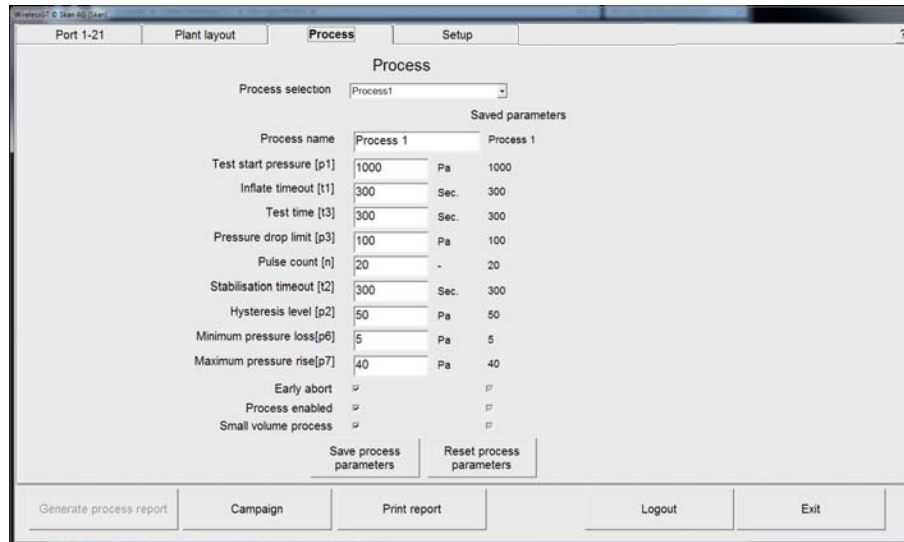 WirelessGT © Skan AG (Skan)
Port 1-21 Plant layout Process Setup ?
Process
Process selection Process1
Saved parameters
Process name Process 1 Process 1
Test start pressure [p1] 1000 Pa 1000
Inflate timeout [t1] 300 Sec. 300
Test time [t3] 300 Sec. 300
Pressure drop limit [p3] 100 Pa 100
Pulse count [n] 20 - 20
Stabilisation timeout [t2] 300 Sec. 300
Hysteresis level [p2] 50 Pa 50
Minimum pressure loss[p6] 5 Pa 5
Maximum pressure rise[p7] 40 Pa 40
Early abort
Process enabled
Small volume process
Save process parameters
Reset process parameters
Generate process report Campaign Print report Logout Exit